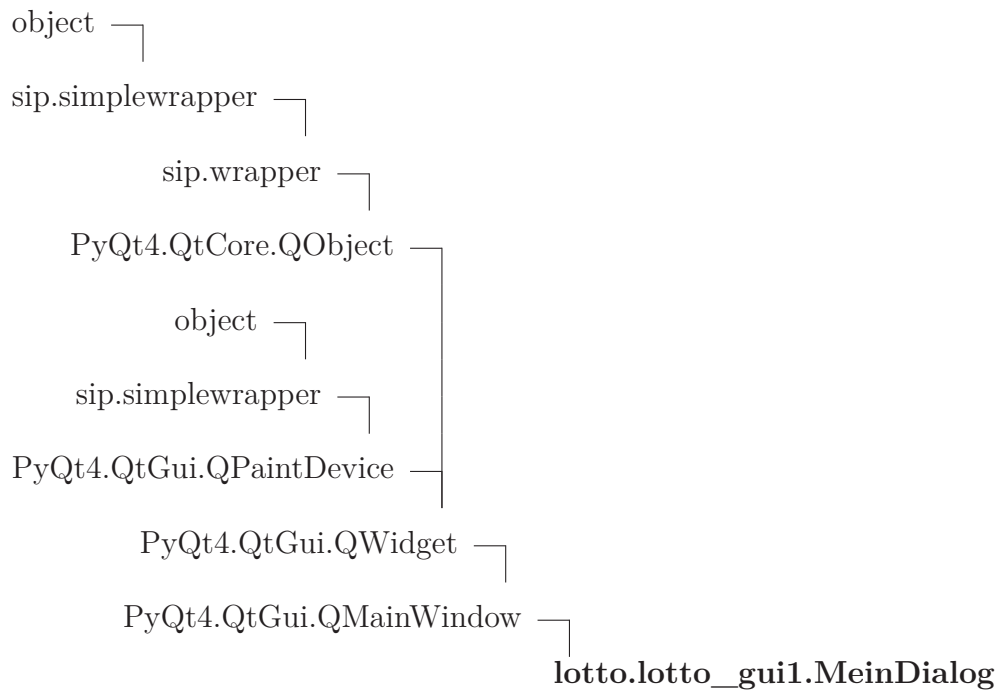 object
sip.simplewrapper
sip.wrapper
PyQt4.QtCore.QObject
object
sip.simplewrapper
PyQt4.QtGui.QPaintDevice
PyQt4.QtGui.QWidget
PyQt4.QtGui.QMainWindow
lotto.lotto_gui1.MeinDialog